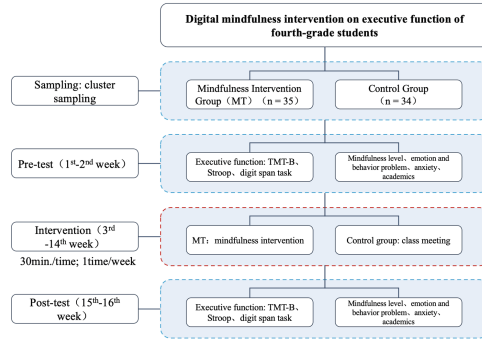 Digital mindfulness intervention on executive function of
fourth-grade students
Sampling: cluster
sampling
Mindfulness Intervention
Group（MT） (n = 35)
Control Group
(n = 34)
Pre-test（1st-2nd week）
Executive function: TMT-B、
Stroop、digit span task
Mindfulness level、emotion and
behavior problem、anxiety、
academics
Intervention（3rd
-14th week）
30min./time; 1time/week
MT：mindfulness intervention
Control group: class meeting
Post-test（15th-16th
week）
Executive function: TMT-B、
Stroop、digit span task
Mindfulness level、emotion and
behavior problem、anxiety、
academics